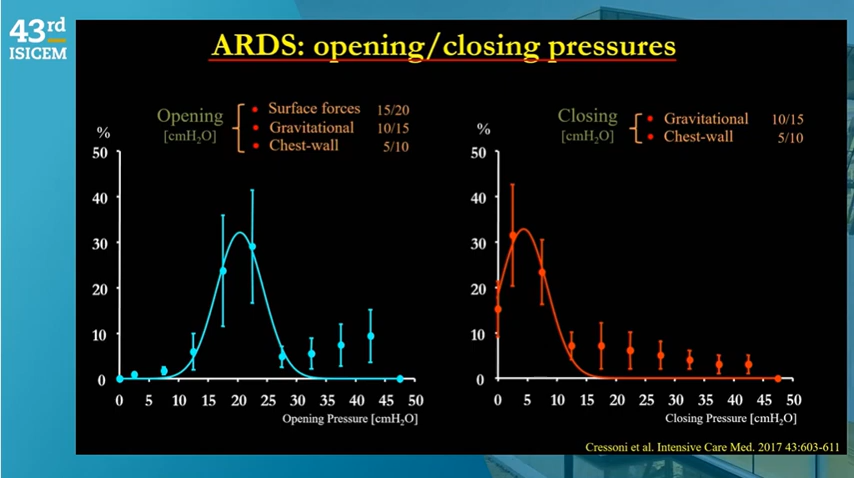 43rd
ISICEM
ARDS: opening/closing pressures
Opening
[cmH₂O]
• Surface forces 15/20
• Gravitational 10/15
• Chest-wall 5/10
%
50
40
30
20
10
0
0 5 10 15 20 25 30 35 40 45 50
Opening Pressure [cmH₂O]
Closing
[cmH₂O]
• Gravitational 10/15
• Chest-wall 5/10
%
50
40
30
20
10
0
0 5 10 15 20 25 30 35 40 45 50
Closing Pressure [cmH₂O]
Cressoni et al. Intensive Care Med. 2017 43:603-611